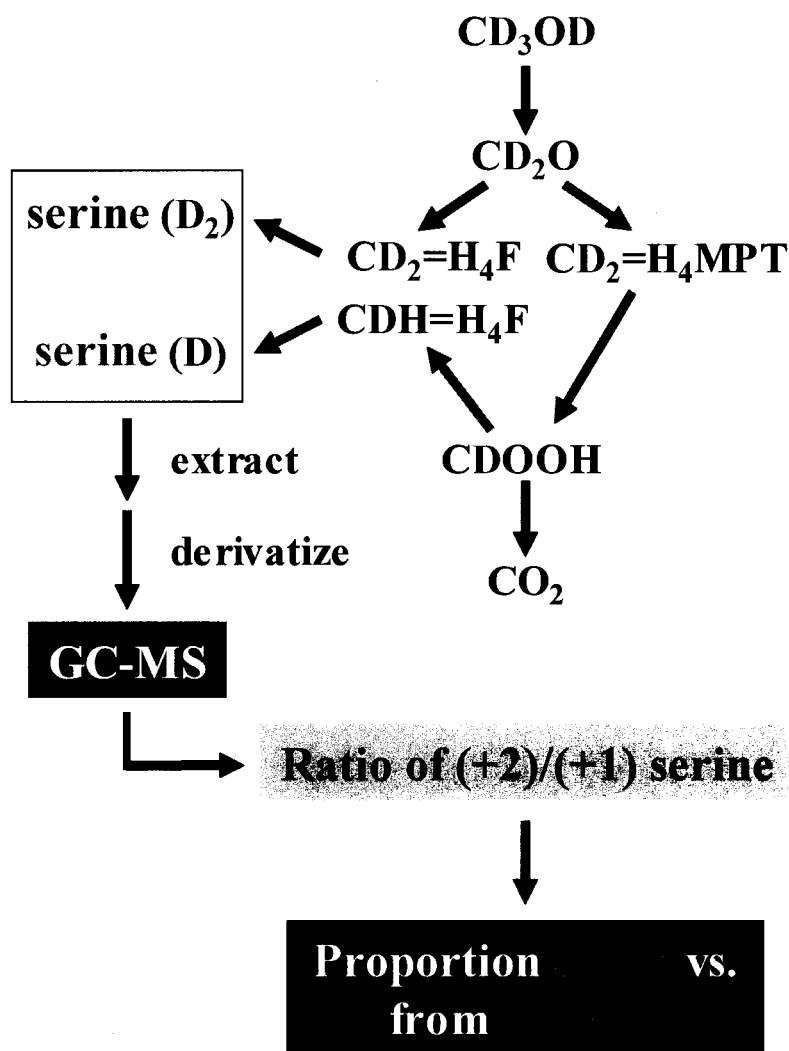 CD₃OD
CD₂O
serine (D₂)
CD₂=H₄F CD₂=H₄MPT
CDH=H₄F
serine (D)
extract
CDOOH
derivatize
CO₂
GC-MS
Ratio of (+2)/(+1) serine
Proportion vs.
from